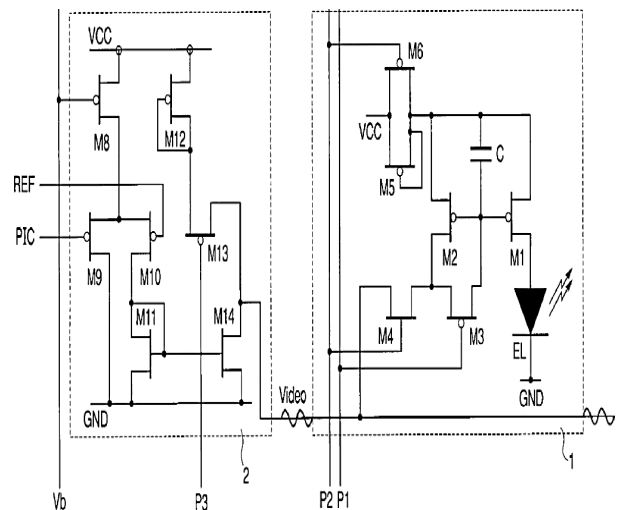 VCC
M6
M8
M12
VCC
C
M5
REF
PIC
M13
M2
M1
M9
M10
M11
M14
M4
M3
EL
Video
GND
GND
2
1
Vb
P3
P2
P1